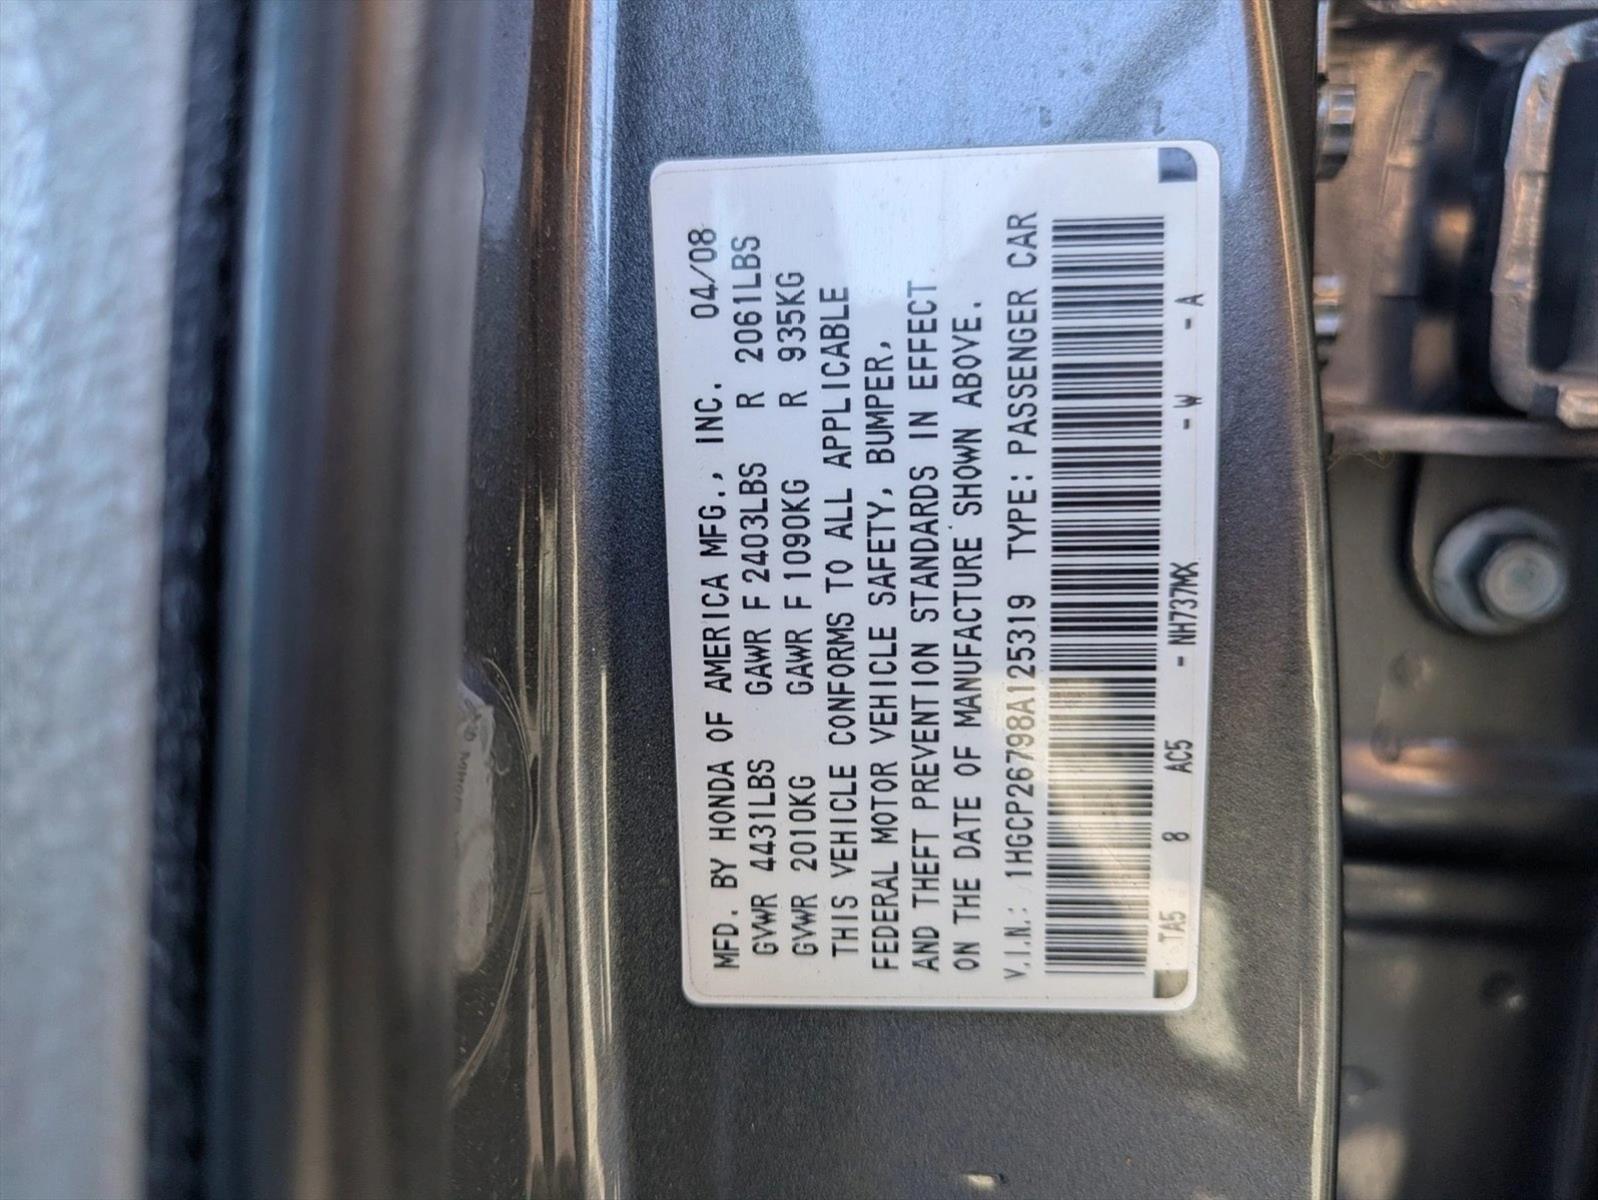 MFD. BY HONDA OF AMERICA MFG., INC. 04/08
GVWR 4431LBS GAWR F 2403LBS R 2061LBS
GVWR 2010KG GAWR F 1090KG R 935KG
THIS VEHICLE CONFORMS TO ALL APPLICABLE
FEDERAL MOTOR VEHICLE SAFETY, BUMPER,
AND THEFT PREVENTION STANDARDS IN EFFECT
ON THE DATE OF MANUFACTURE SHOWN ABOVE.
V.I.N.: 1HGCP26798A125319 TYPE: PASSENGER CAR
TA5 8 AC5 - NH737MX - W - A